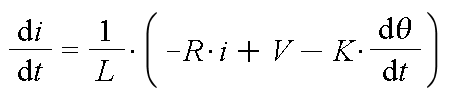 di/dt = 1/L · ( -R · i + V − K · dθ/dt )